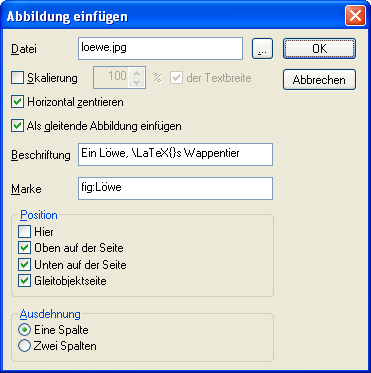 Abbildung einfügen
Datei loewe.jpg ... OK
Skalierung 100 % der Textbreite Abbrechen
Horizontal zentrieren
Als gleitende Abbildung einfügen
Beschriftung Ein Löwe, \LaTeX{}s Wappentier
Marke fig:Löwe
Position
Hier
Oben auf der Seite
Unten auf der Seite
Gleitobjektseite
Ausdehnung
Eine Spalte
Zwei Spalten